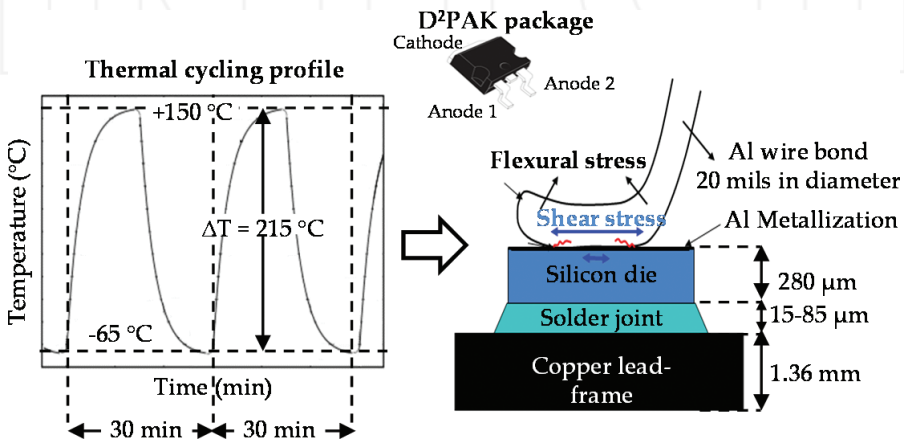 D²PAK package
Cathode
Anode 2
Anode 1
Thermal cycling profile
+150 °C
ΔT = 215 °C
-65 °C
Temperature (°C)
Time (min)
30 min
30 min
Flexural stress
Al wire bond
20 mils in diameter
Shear stress
Al Metallization
Silicon die
280 µm
Solder joint
15-85 µm
Copper lead-
frame
1.36 mm